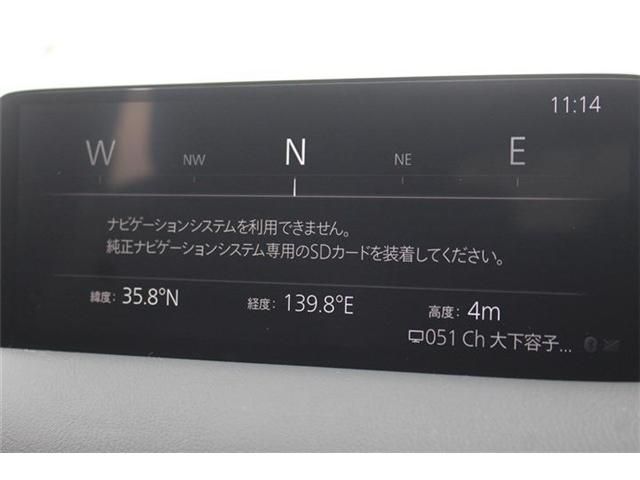 11:14
W NW N NE E
ナビゲーションシステムを利用できません。
純正ナビゲーションシステム専用のSDカードを装着してください。
緯度: 35.8°N 経度: 139.8°E 高度: 4m
051 Ch 大下容子...